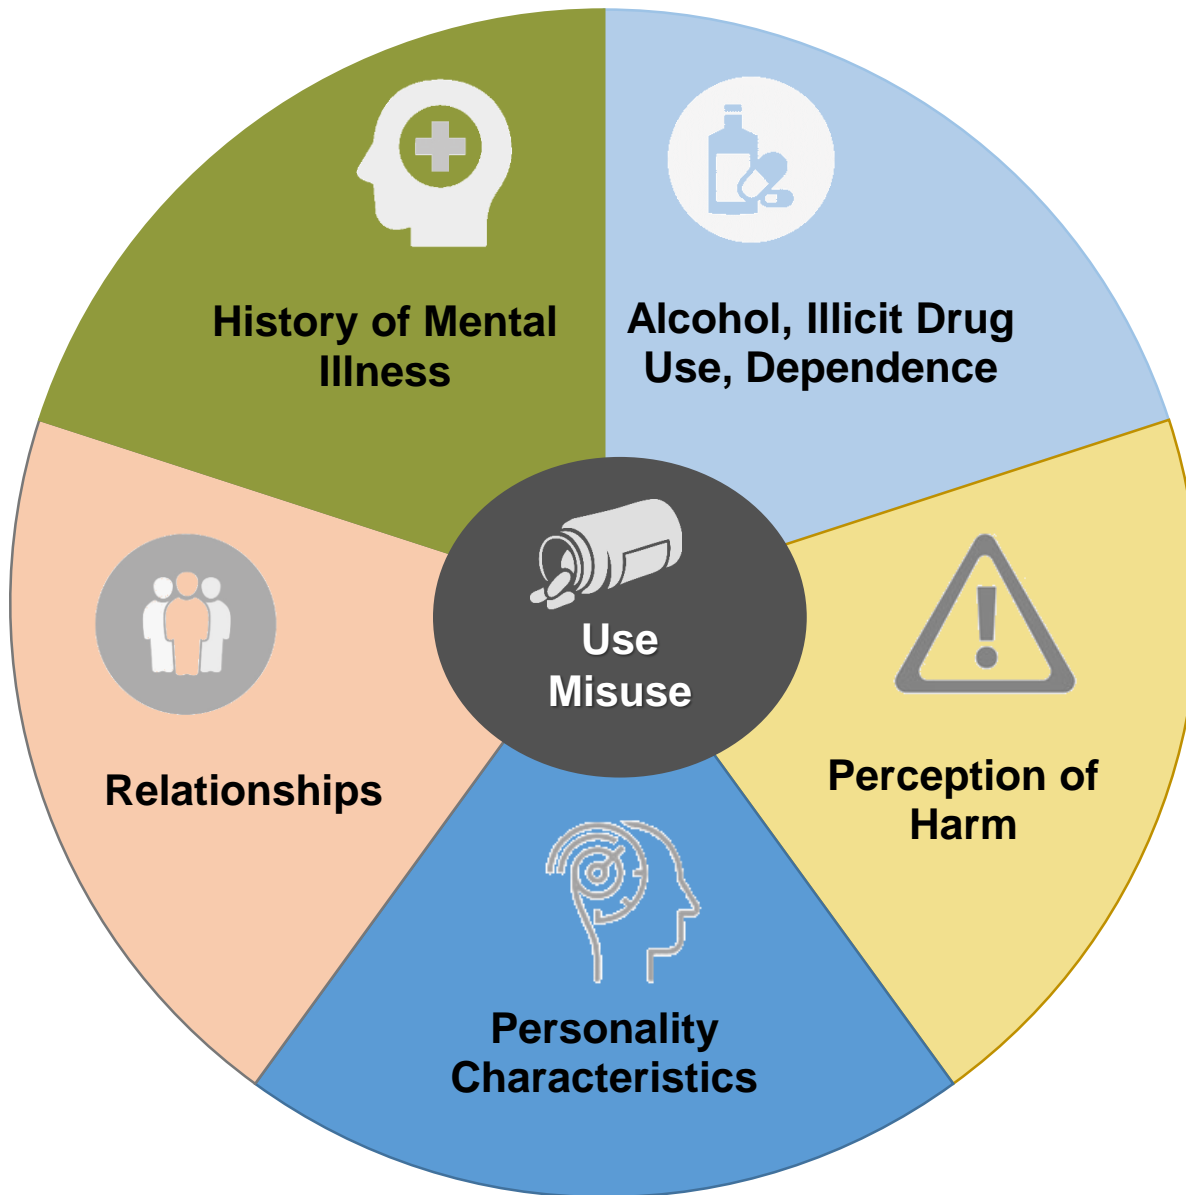 History of Mental
Illness
Alcohol, Illicit Drug
Use, Dependence
Use
Misuse
Relationships
Perception of
Harm
Personality
Characteristics